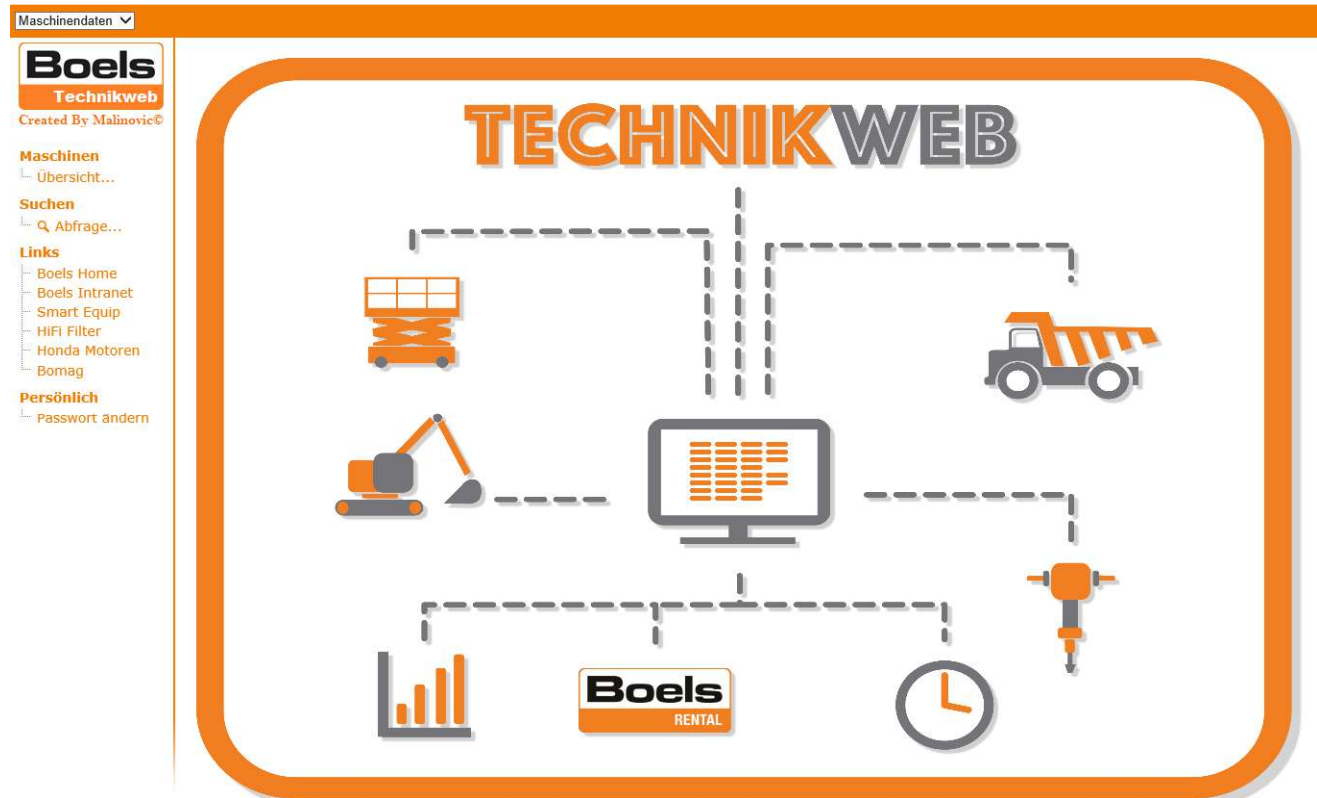 Maschinendaten
Boels
Technikweb
Created By Malinovic©
Maschinen
Übersicht...
Suchen
Abfrage...
Links
Boels Home
Boels Intranet
Smart Equip
HiFi Filter
Honda Motoren
Bomag
Persönlich
Passwort ändern
TECHNIKWEB
Boels
RENTAL